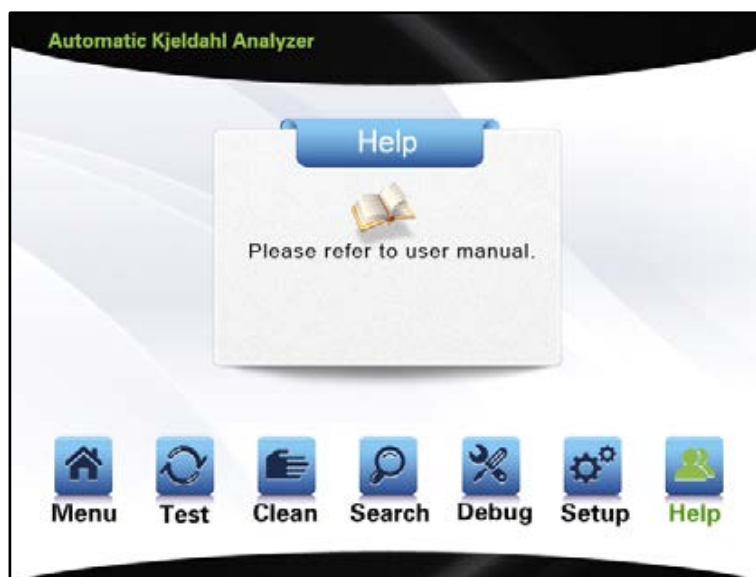 Automatic Kjeldahl Analyzer
Help
Please refer to user manual.
Menu Test Clean Search Debug Setup Help